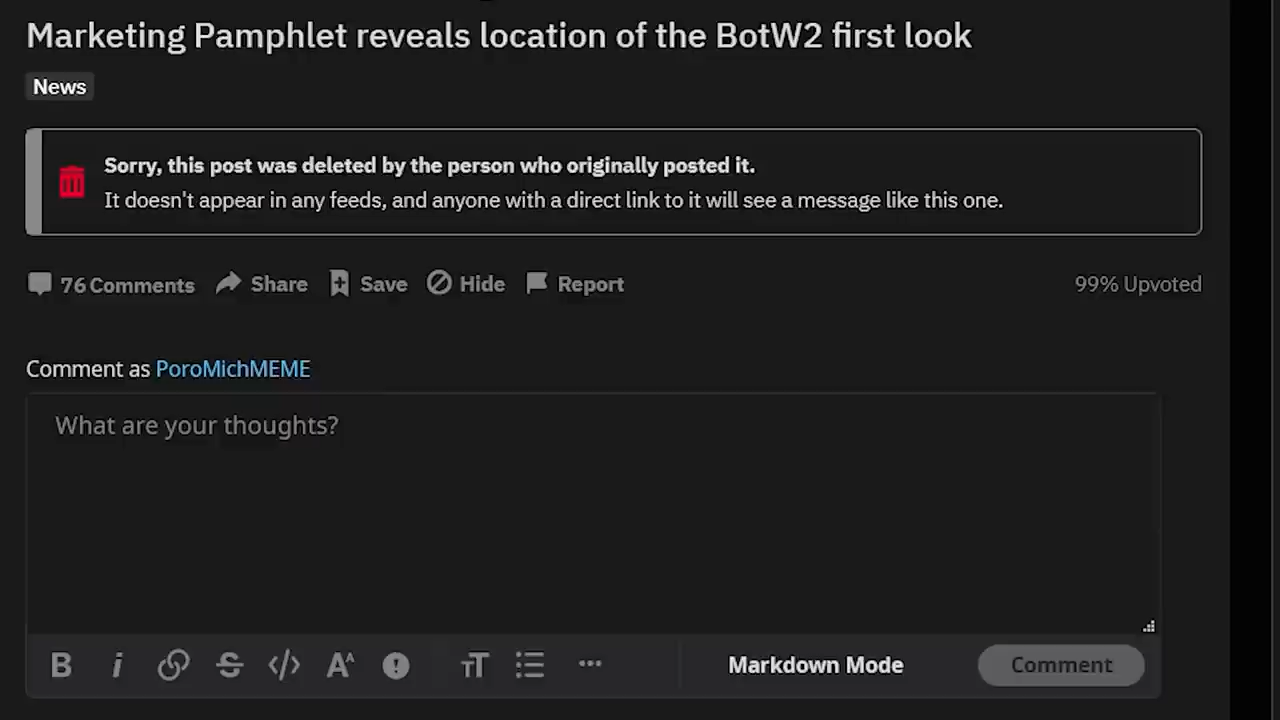 Marketing Pamphlet reveals location of the BotW2 first look
News
Sorry, this post was deleted by the person who originally posted it.
It doesn't appear in any feeds, and anyone with a direct link to it will see a message like this one.
76 Comments Share Save Hide Report 99% Upvoted
Comment as PoroMichMEME
What are your thoughts?
B i S </> A^A ! TT ... Markdown Mode Comment